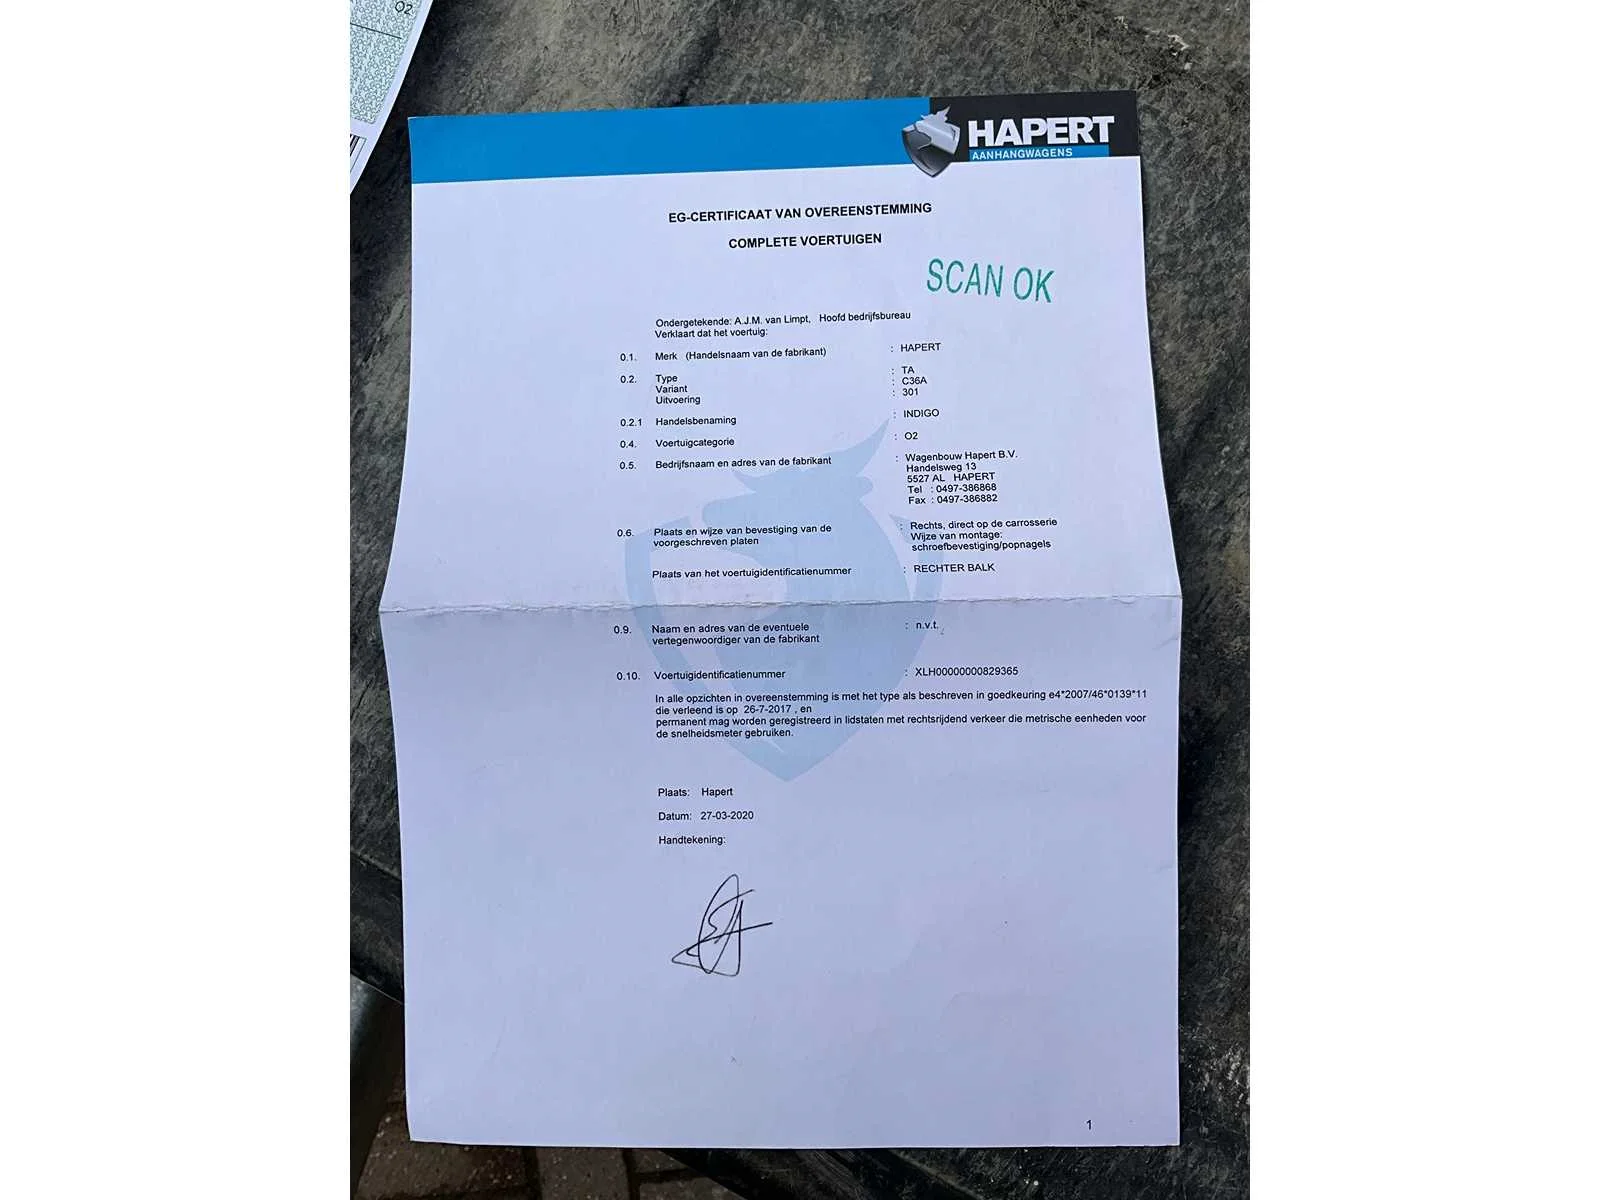 O2
HAPERT
AANHANGWAGENS
EG-CERTIFICAAT VAN OVEREENSTEMMING
COMPLETE VOERTUIGEN
SCAN OK
Ondergetekende: A.J.M. van Limpt, Hoofd bedrijfsbureau
Verklaart dat het voertuig:
0.1. Merk (Handelsnaam van de fabrikant) : HAPERT
0.2. Type : TA
Variant : C36A
Uitvoering : 301
0.2.1 Handelsbenaming : INDIGO
0.4. Voertuigcategorie : O2
0.5. Bedrijfsnaam en adres van de fabrikant : Wagenbouw Hapert B.V.
Handelsweg 13
5527 AL HAPERT
Tel : 0497-386868
Fax : 0497-386882
0.6. Plaats en wijze van bevestiging van de : Rechts, direct op de carrosserie
voorgeschreven platen Wijze van montage:
schroefbevestiging/popnagels
Plaats van het voertuigidentificatienummer : RECHTER BALK
0.9. Naam en adres van de eventuele : n.v.t.
vertegenwoordiger van de fabrikant
0.10. Voertuigidentificatienummer : XLH00000000829365
In alle opzichten in overeenstemming is met het type als beschreven in goedkeuring e4*2007/46*0139*11
die verleend is op 26-7-2017 , en
permanent mag worden geregistreerd in lidstaten met rechtsrijdend verkeer die metrische eenheden voor
de snelheidsmeter gebruiken.
Plaats: Hapert
Datum: 27-03-2020
Handtekening:
1